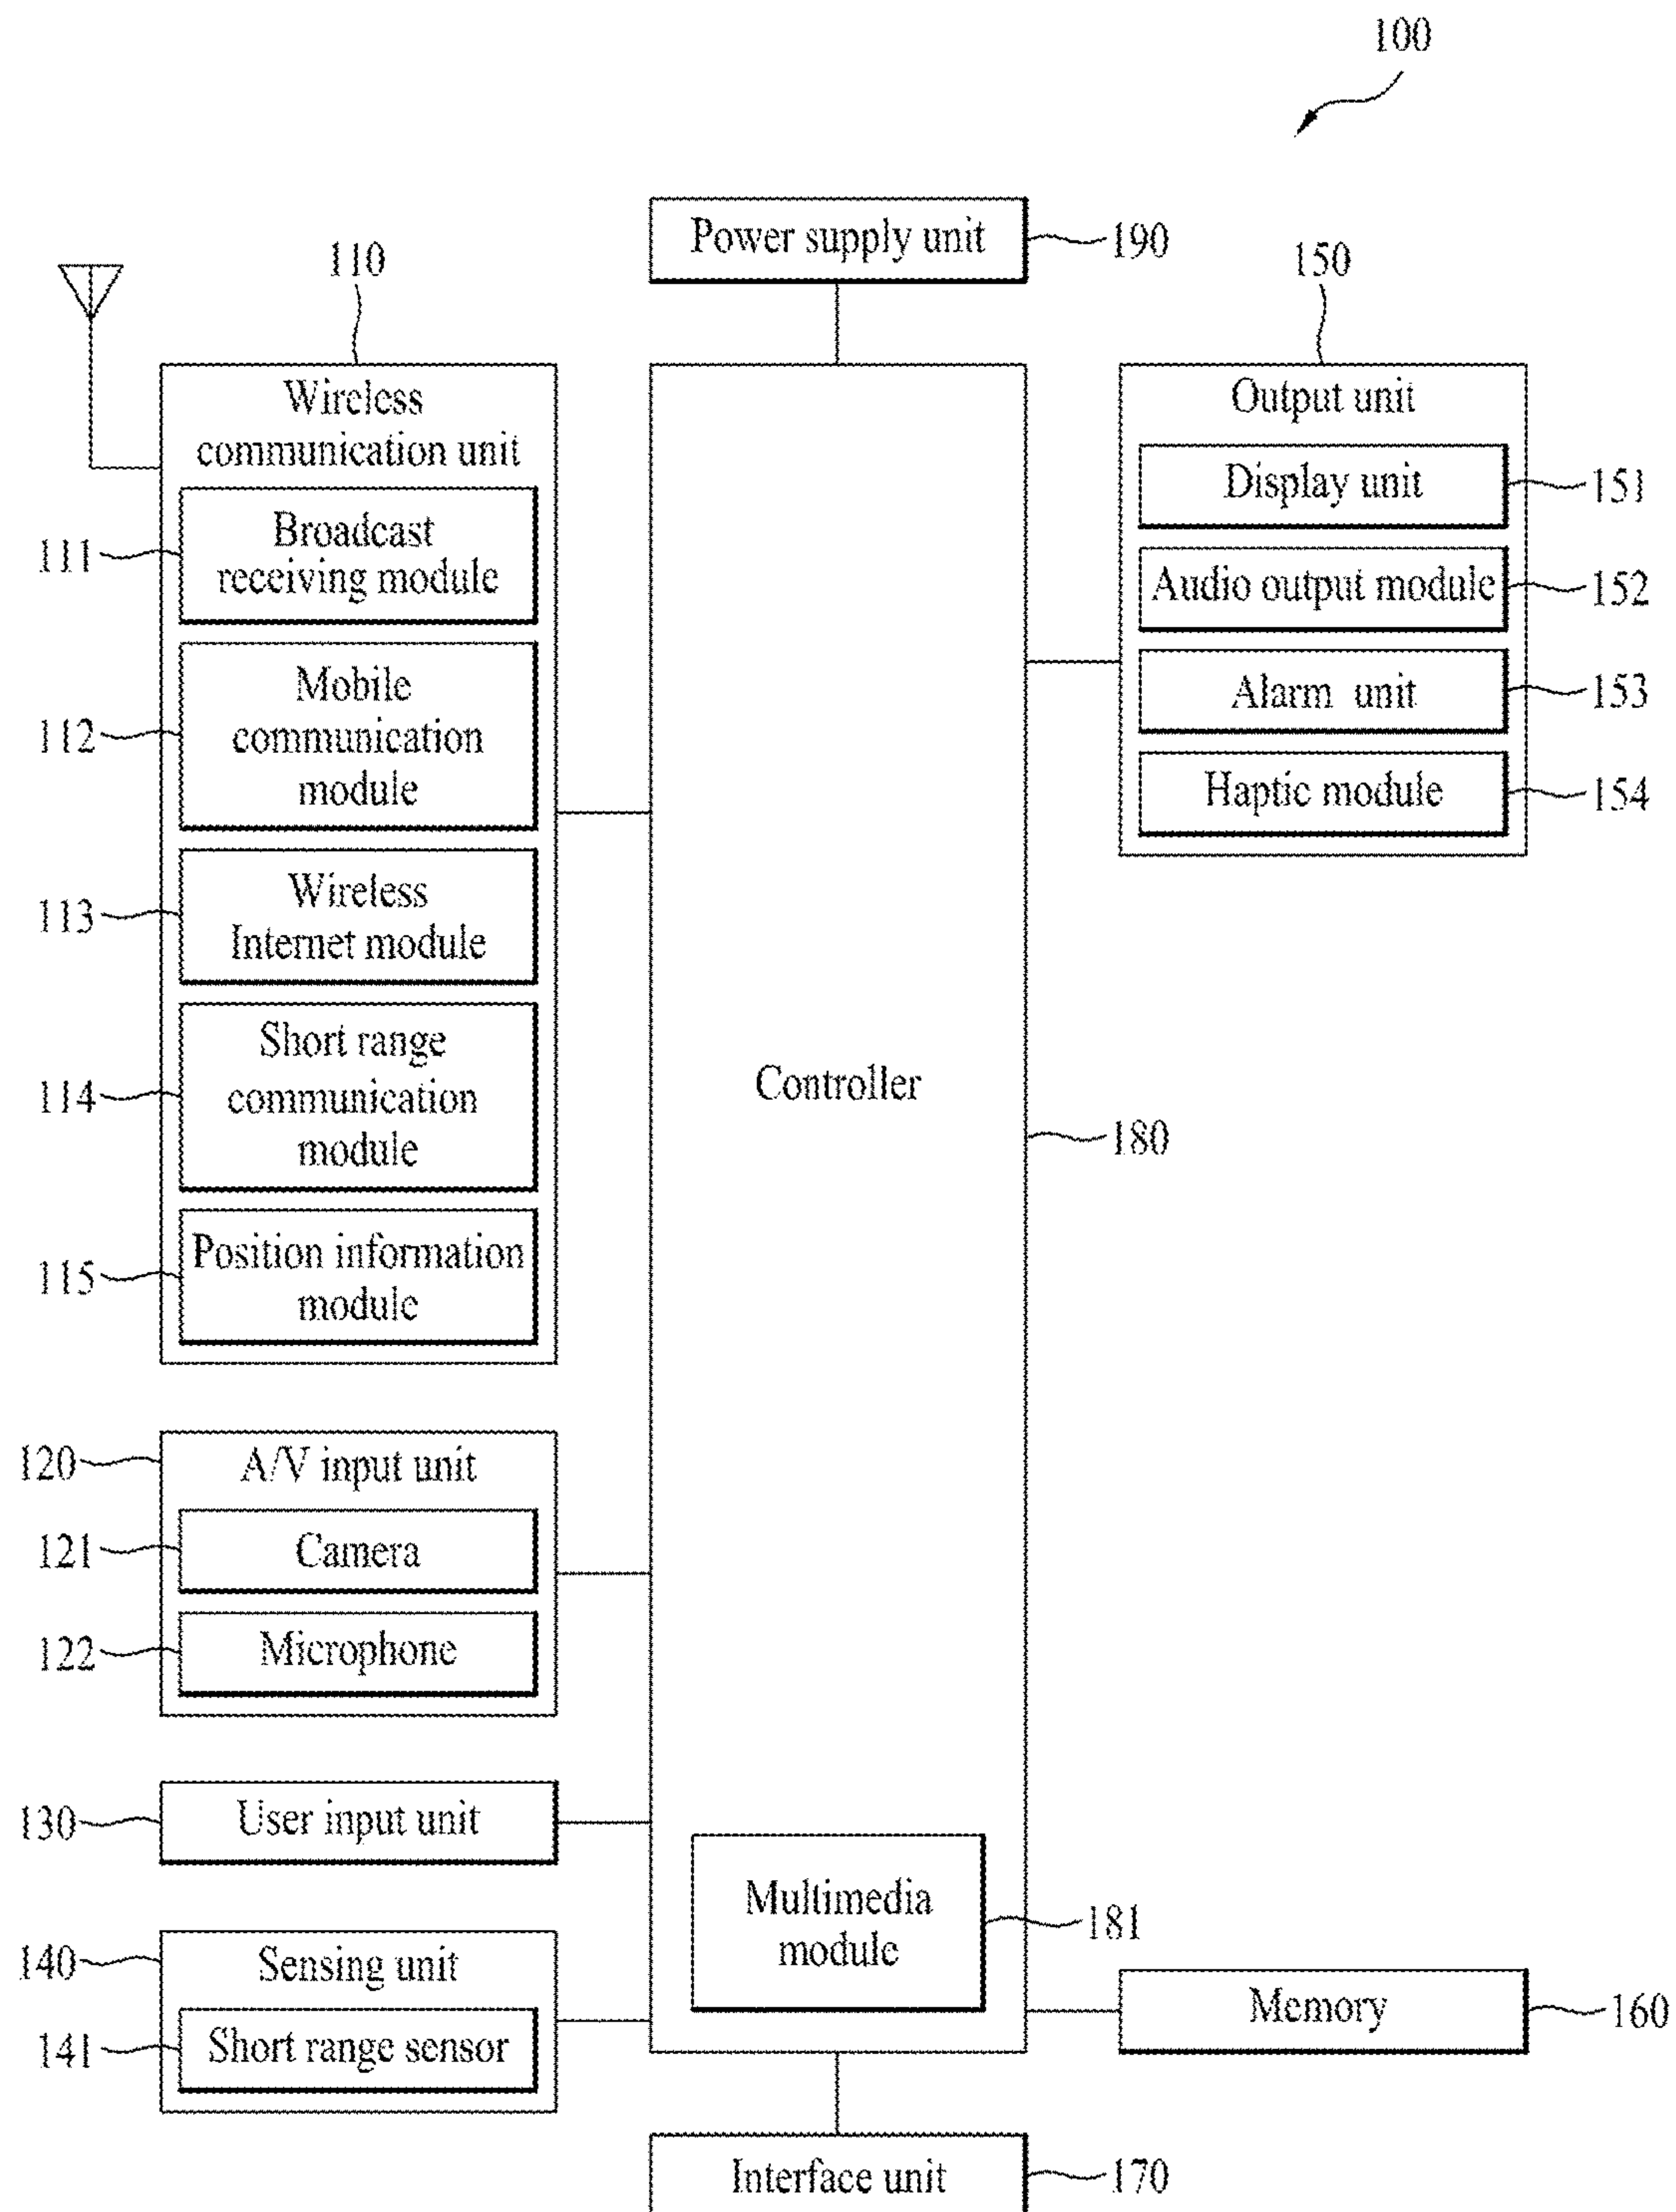 100
Power supply unit
190
110
150
Wireless
communication unit
Broadcast
receiving module
111
Mobile
communication
module
112
Wireless
Internet module
113
Short range
communication
module
114
Position information
module
115
Output unit
Display unit
151
Audio output module
152
Alarm unit
153
Haptic module
154
Controller
180
120
A/V input unit
121
Camera
122
Microphone
130
User input unit
Multimedia
module
181
140
Sensing unit
141
Short range sensor
Memory
160
Interface unit
170